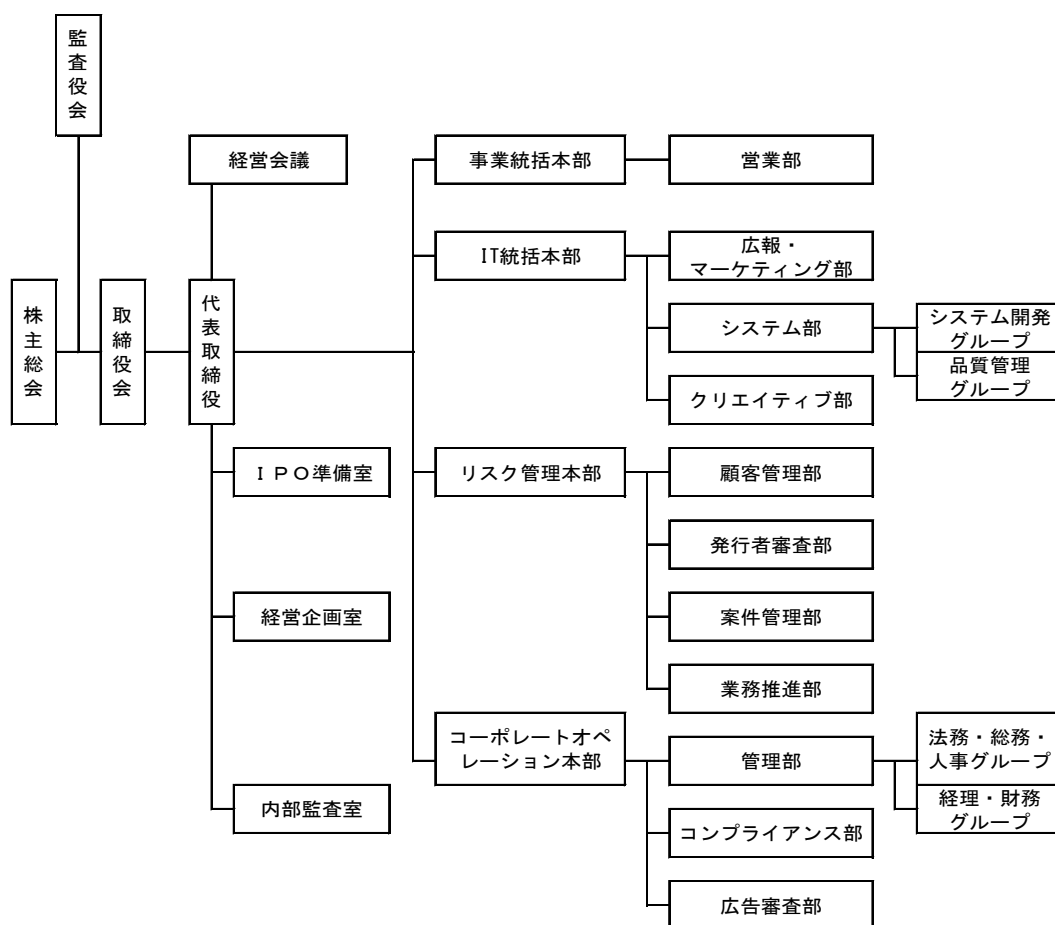 監査役会
経営会議
事業統括本部
営業部
IT統括本部
広報・
マーケティング部
株主総会
取締役会
代表取締役
システム部
システム開発
グループ
品質管理
グループ
クリエイティブ部
ＩＰＯ準備室
リスク管理本部
顧客管理部
発行者審査部
経営企画室
案件管理部
業務推進部
コーポレートオペ
レーション本部
管理部
法務・総務・
人事グループ
経理・財務
グループ
内部監査室
コンプライアンス部
広告審査部